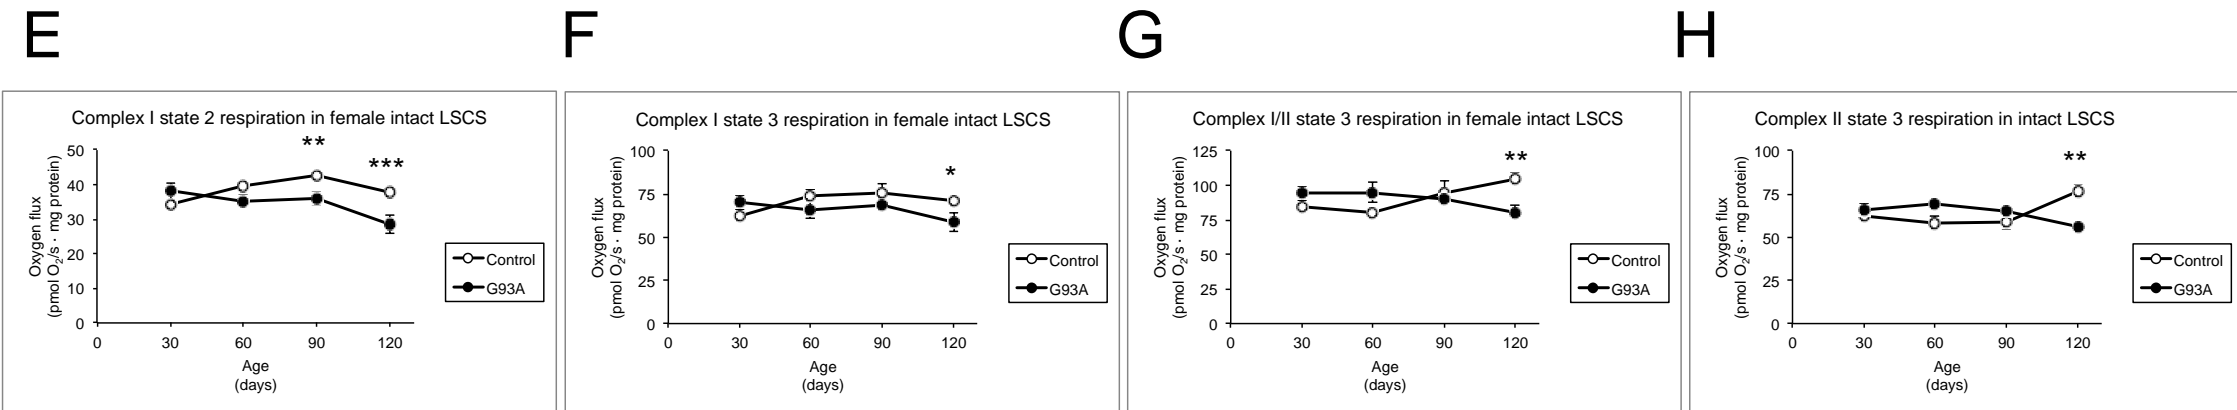 E
F
G
H
Complex I state 2 respiration in female intact LSCS
**
***
50
40
30
20
10
0
Oxygen flux
(pmol O₂/s · mg protein)
0 30 60 90 120
Age
(days)
Control
G93A
Complex I state 3 respiration in female intact LSCS
*
100
75
50
25
0
Oxygen flux
(pmol O₂/s · mg protein)
0 30 60 90 120
Age
(days)
Control
G93A
Complex I/II state 3 respiration in female intact LSCS
**
125
100
75
50
25
0
Oxygen flux
(pmol O₂/s · mg protein)
0 30 60 90 120
Age
(days)
Control
G93A
Complex II state 3 respiration in intact LSCS
**
100
75
50
25
0
Oxygen flux
(pmol O₂/s · mg protein)
0 30 60 90 120
Age
(days)
Control
G93A